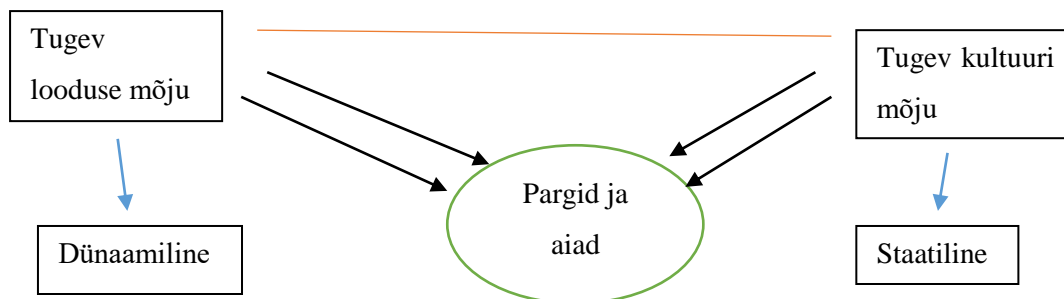 Tugev
looduse mõju
Tugev kultuuri
mõju
Pargid ja
aiad
Dünaamiline
Staatiline